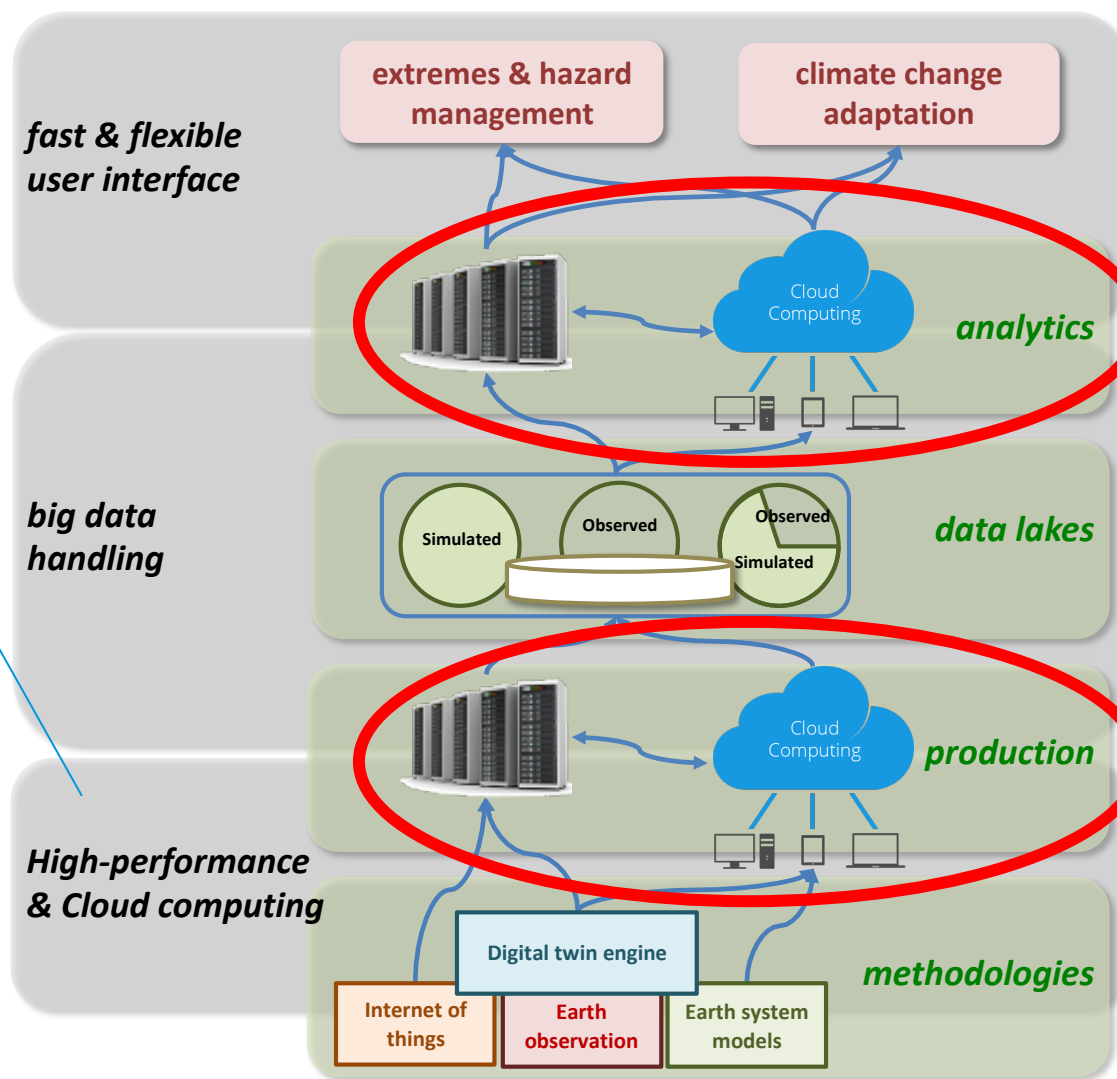 extremes & hazard
management
climate change
adaptation
fast & flexible
user interface
Cloud
Computing
analytics
big data
handling
Simulated
Observed
Observed
Simulated
data lakes
Cloud
Computing
production
High-performance
& Cloud computing
Digital twin engine
methodologies
Internet of
things
Earth
observation
Earth system
models